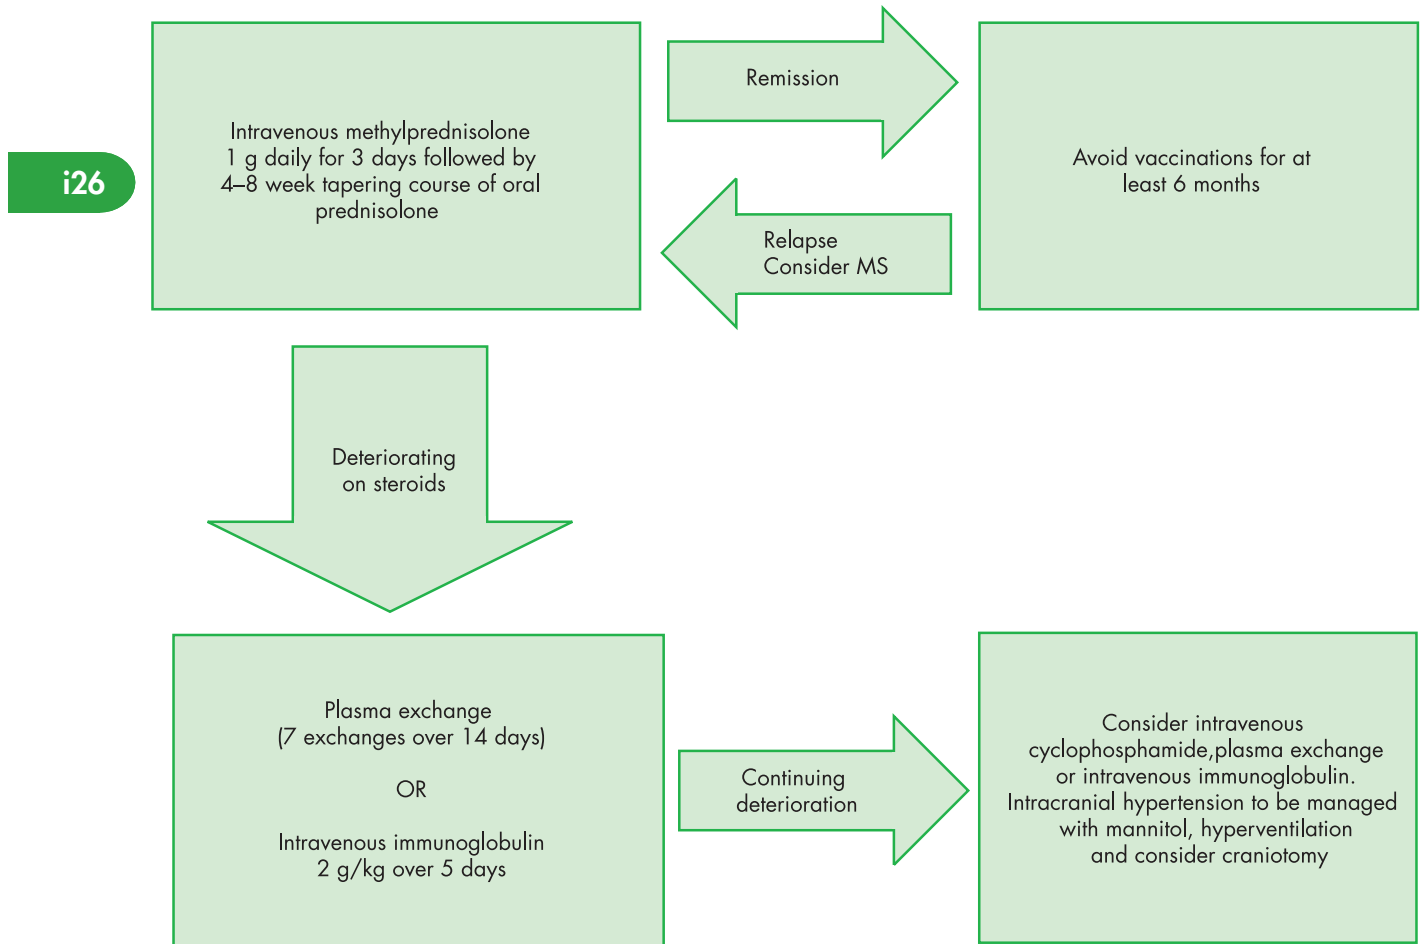 i26
Intravenous methylprednisolone
1 g daily for 3 days followed by
4–8 week tapering course of oral
prednisolone
Remission
Relapse
Consider MS
Avoid vaccinations for at
least 6 months
Deteriorating
on steroids
Plasma exchange
(7 exchanges over 14 days)
OR
Intravenous immunoglobulin
2 g/kg over 5 days
Continuing
deterioration
Consider intravenous
cyclophosphamide,plasma exchange
or intravenous immunoglobulin.
Intracranial hypertension to be managed
with mannitol, hyperventilation
and consider craniotomy